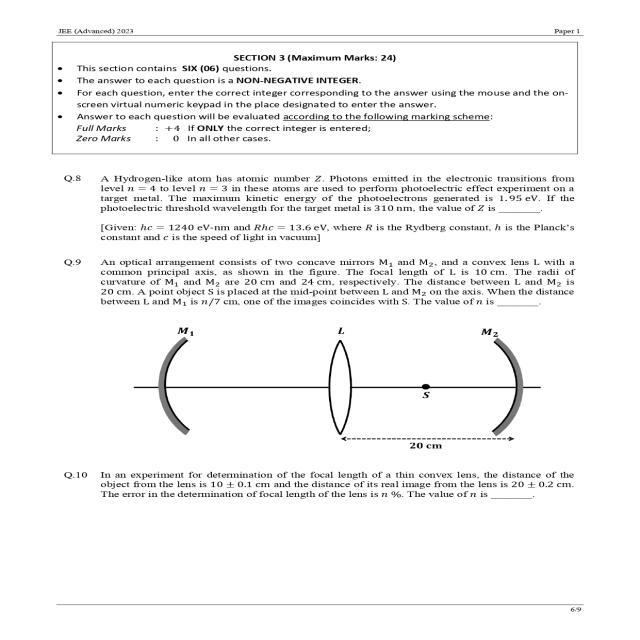 JEE (Advanced) 2023 Paper 1
SECTION 3 (Maximum Marks: 24)
• This section contains SIX (06) questions.
• The answer to each question is a NON-NEGATIVE INTEGER.
• For each question, enter the correct integer corresponding to the answer using the mouse and the on-
screen virtual numeric keypad in the place designated to enter the answer.
• Answer to each question will be evaluated according to the following marking scheme:
Full Marks : +4 If ONLY the correct integer is entered;
Zero Marks : 0 In all other cases.
Q.8 A Hydrogen-like atom has atomic number Z. Photons emitted in the electronic transitions from
level n = 4 to level n = 3 in these atoms are used to perform photoelectric effect experiment on a
target metal. The maximum kinetic energy of the photoelectrons generated is 1.95 eV. If the
photoelectric threshold wavelength for the target metal is 310 nm, the value of Z is _______.
[Given: hc = 1240 eV-nm and Rhc = 13.6 eV, where R is the Rydberg constant, h is the Planck's
constant and c is the speed of light in vacuum]
Q.9 An optical arrangement consists of two concave mirrors M₁ and M₂, and a convex lens L with a
common principal axis, as shown in the figure. The focal length of L is 10 cm. The radii of
curvature of M₁ and M₂ are 20 cm and 24 cm, respectively. The distance between L and M₂ is
20 cm. A point object S is placed at the mid-point between L and M₂ on the axis. When the distance
between L and M₁ is n/7 cm, one of the images coincides with S. The value of n is _______.
M₁ L M₂
S
20 cm
Q.10 In an experiment for determination of the focal length of a thin convex lens, the distance of the
object from the lens is 10 ± 0.1 cm and the distance of its real image from the lens is 20 ± 0.2 cm.
The error in the determination of focal length of the lens is n %. The value of n is _______.
6/9